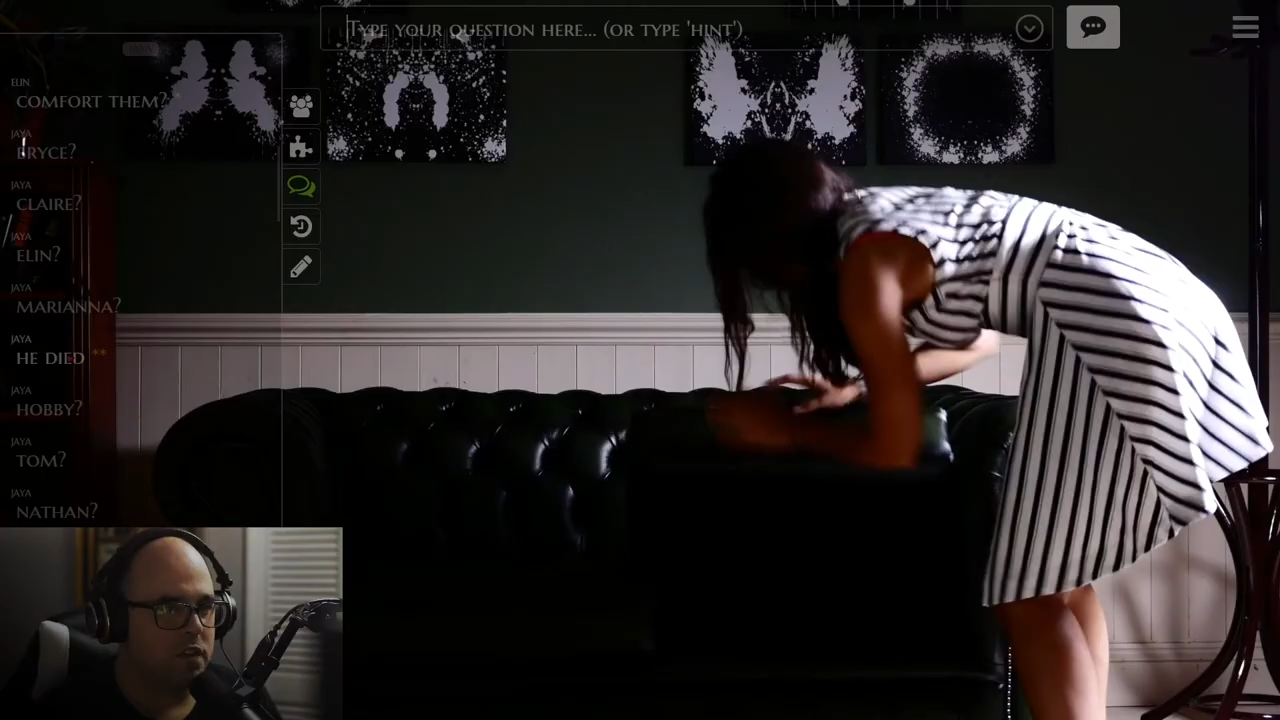 Type your question here... (or type 'hint')
JAYA
ELIN
COMFORT THEM?
JAYA
BRYCE?
JAYA
CLAIRE?
JAYA
ELIN?
JAYA
MARIANNA?
JAYA
HE DIED **
JAYA
HOBBY?
JAYA
TOM?
JAYA
NATHAN?